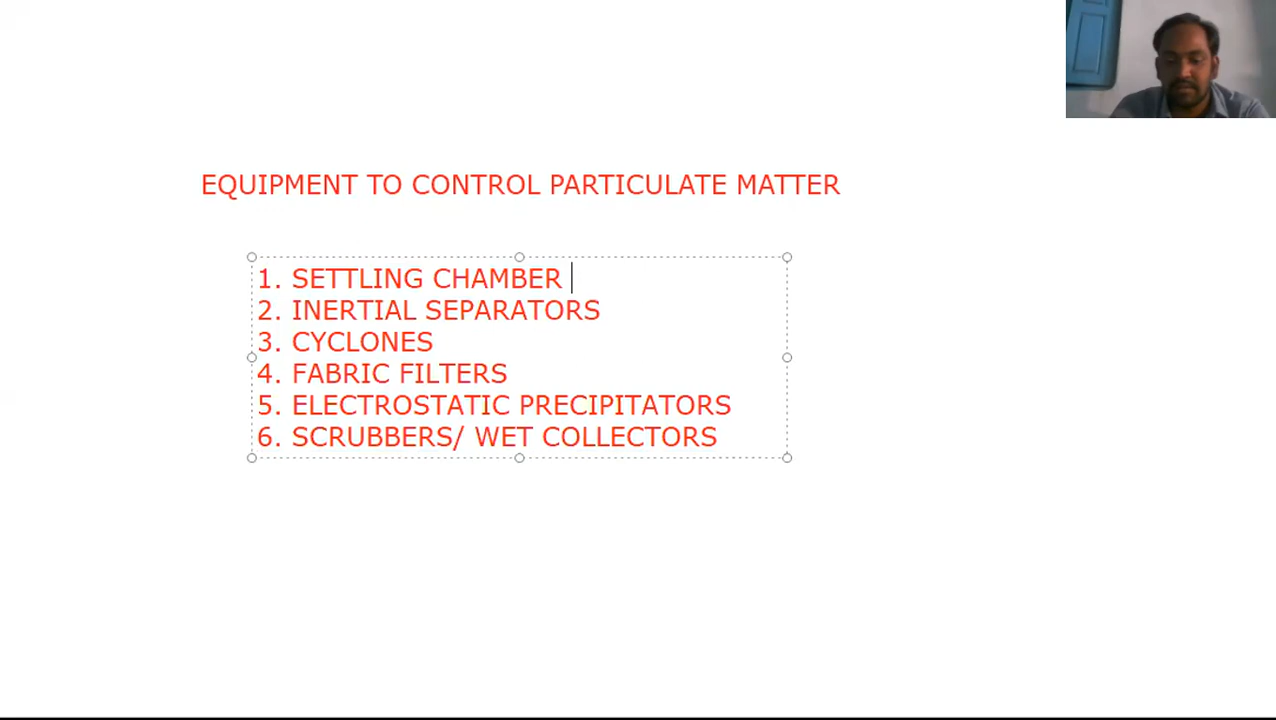 EQUIPMENT TO CONTROL PARTICULATE MATTER
1. SETTLING CHAMBER
2. INERTIAL SEPARATORS
3. CYCLONES
4. FABRIC FILTERS
5. ELECTROSTATIC PRECIPITATORS
6. SCRUBBERS/ WET COLLECTORS